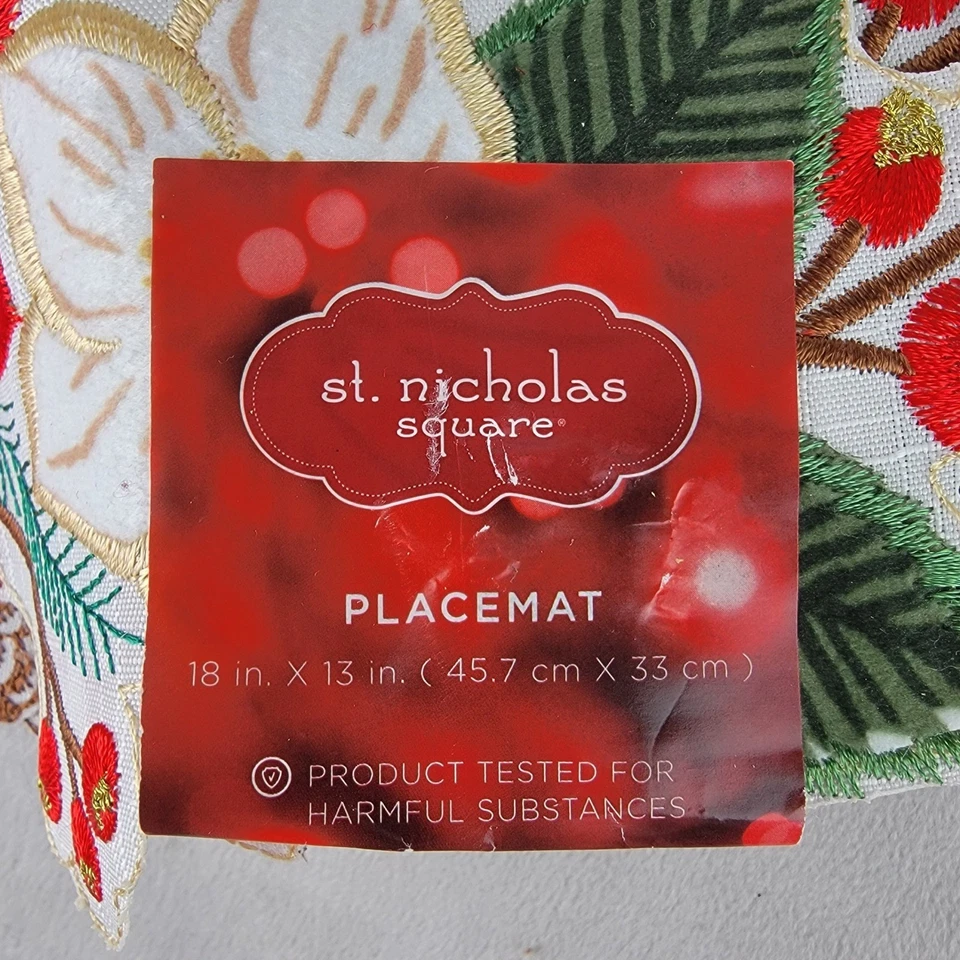 st. nicholas
square®
PLACEMAT
18 in. X 13 in. ( 45.7 cm X 33 cm )
PRODUCT TESTED FOR
HARMFUL SUBSTANCES